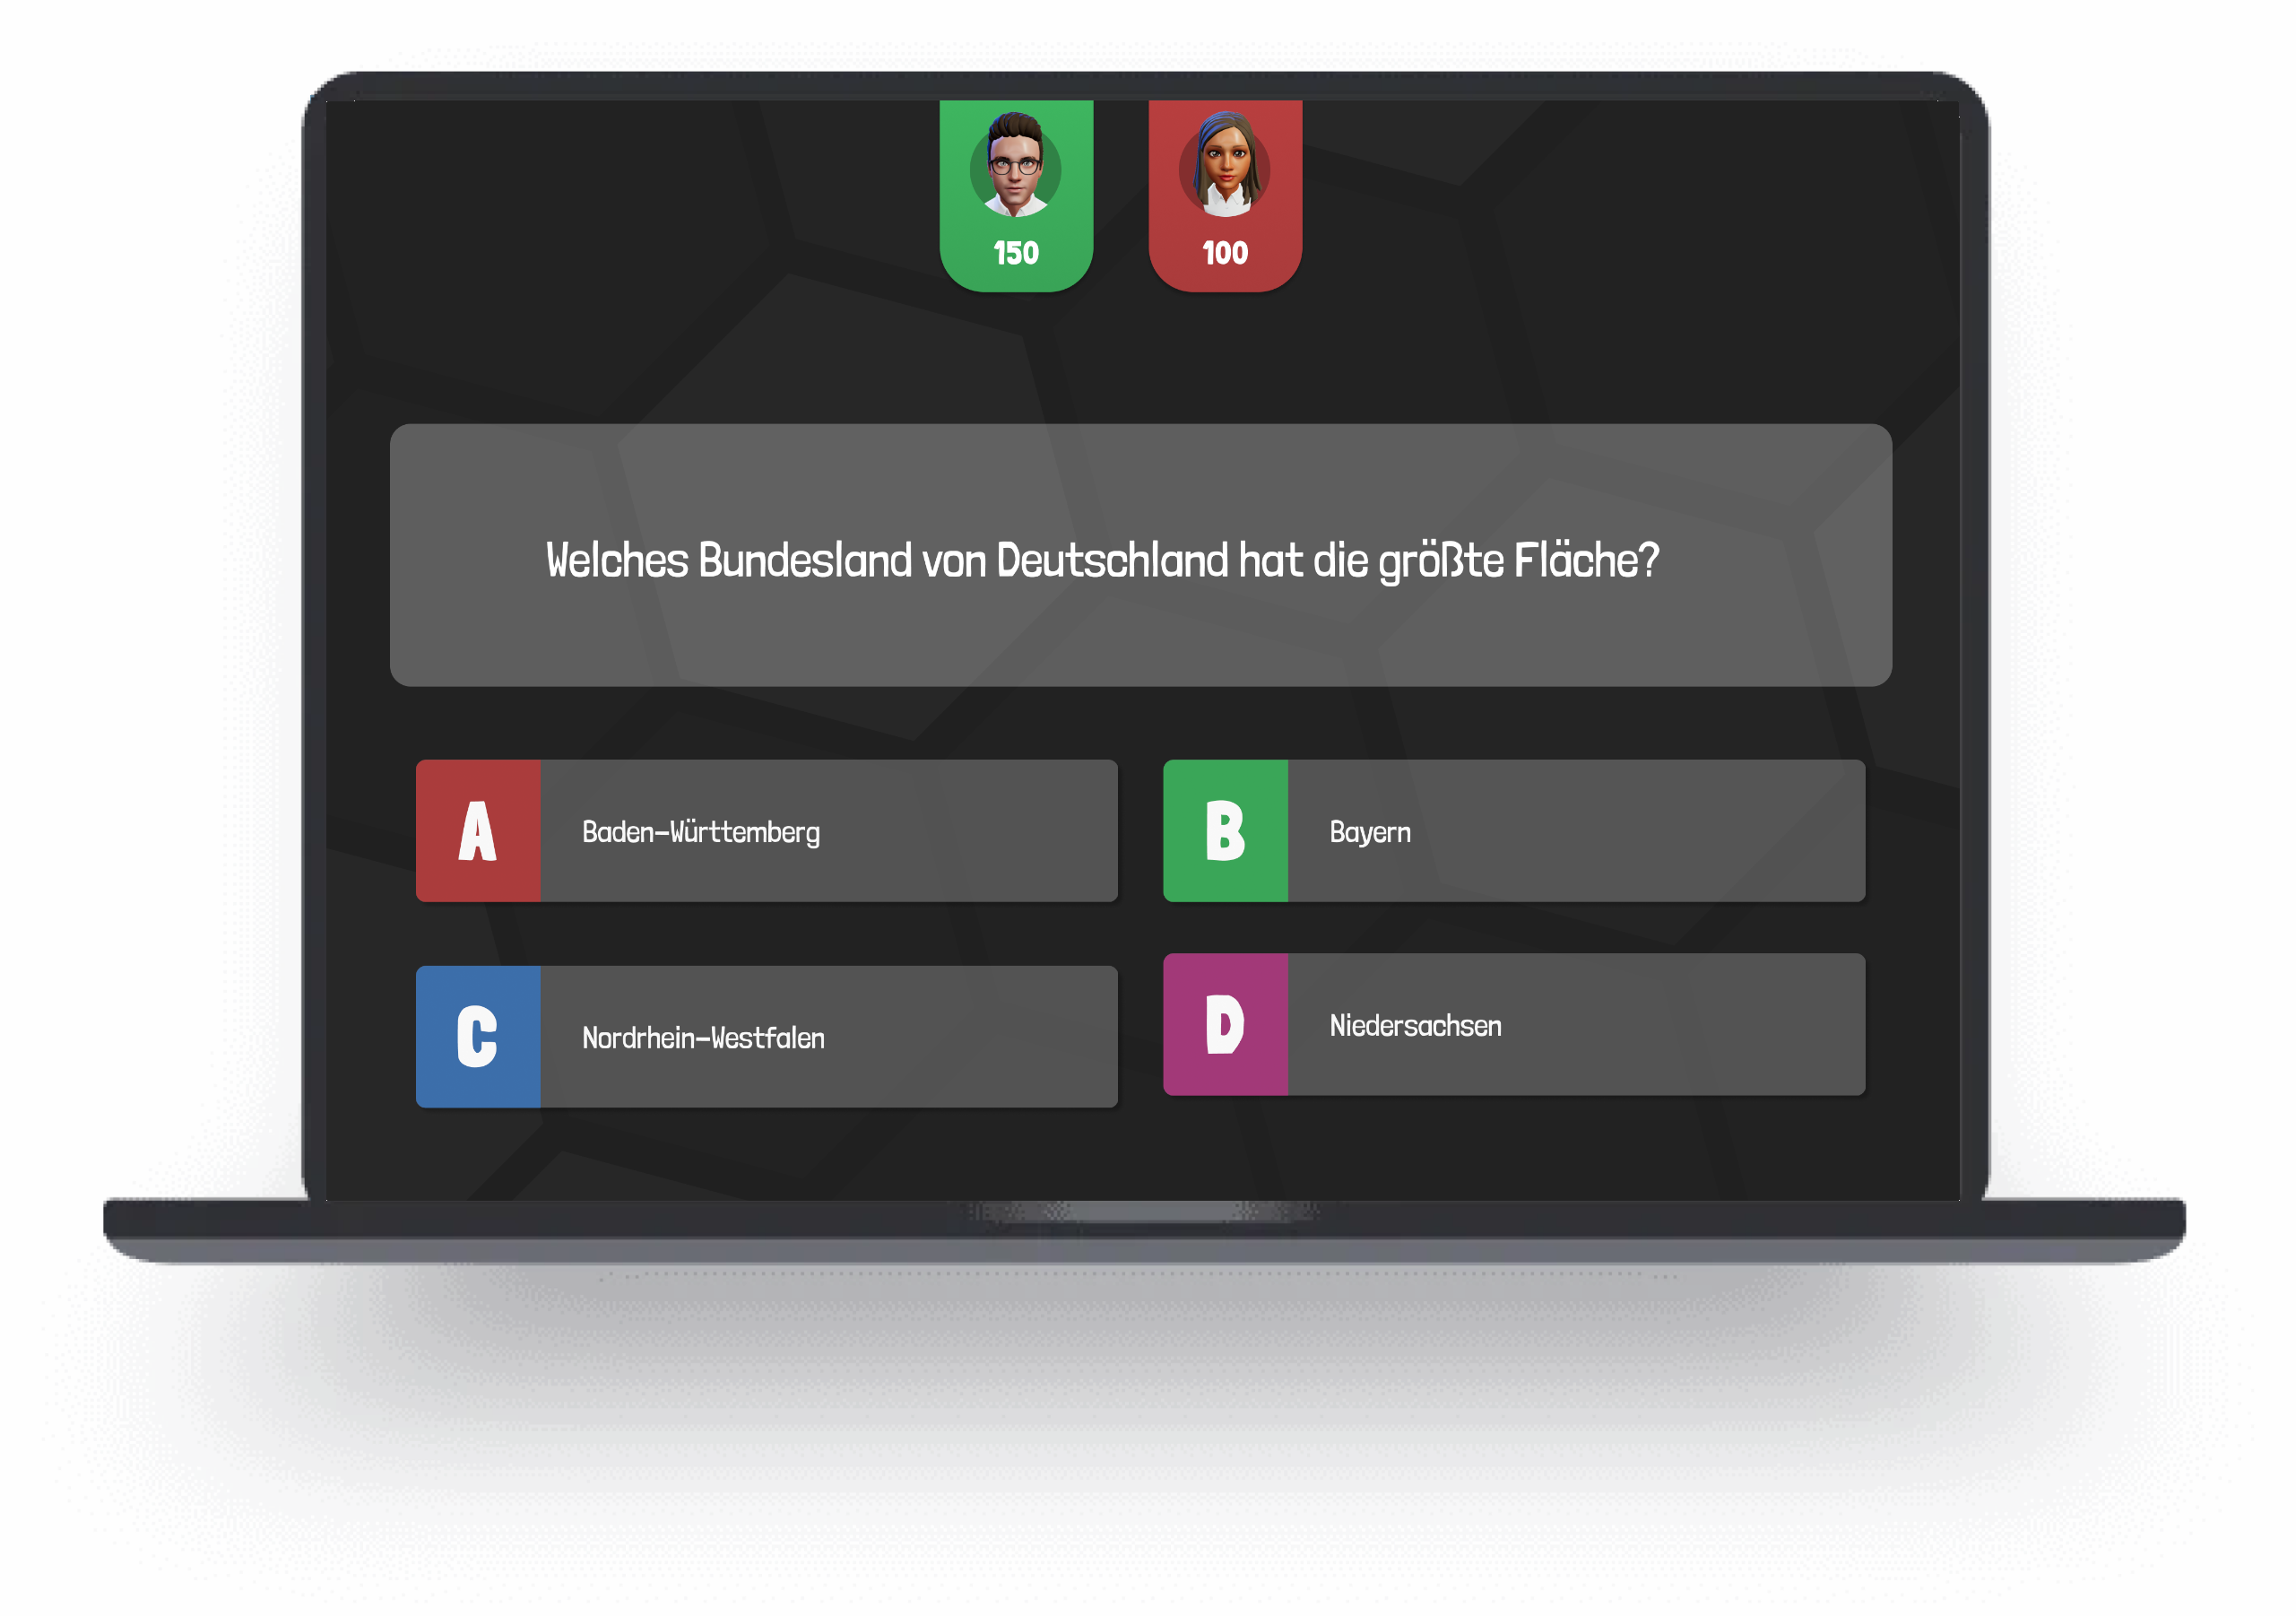 150
100
Welches Bundesland von Deutschland hat die größte Fläche?
A Baden-Württemberg
B Bayern
C Nordrhein-Westfalen
D Niedersachsen